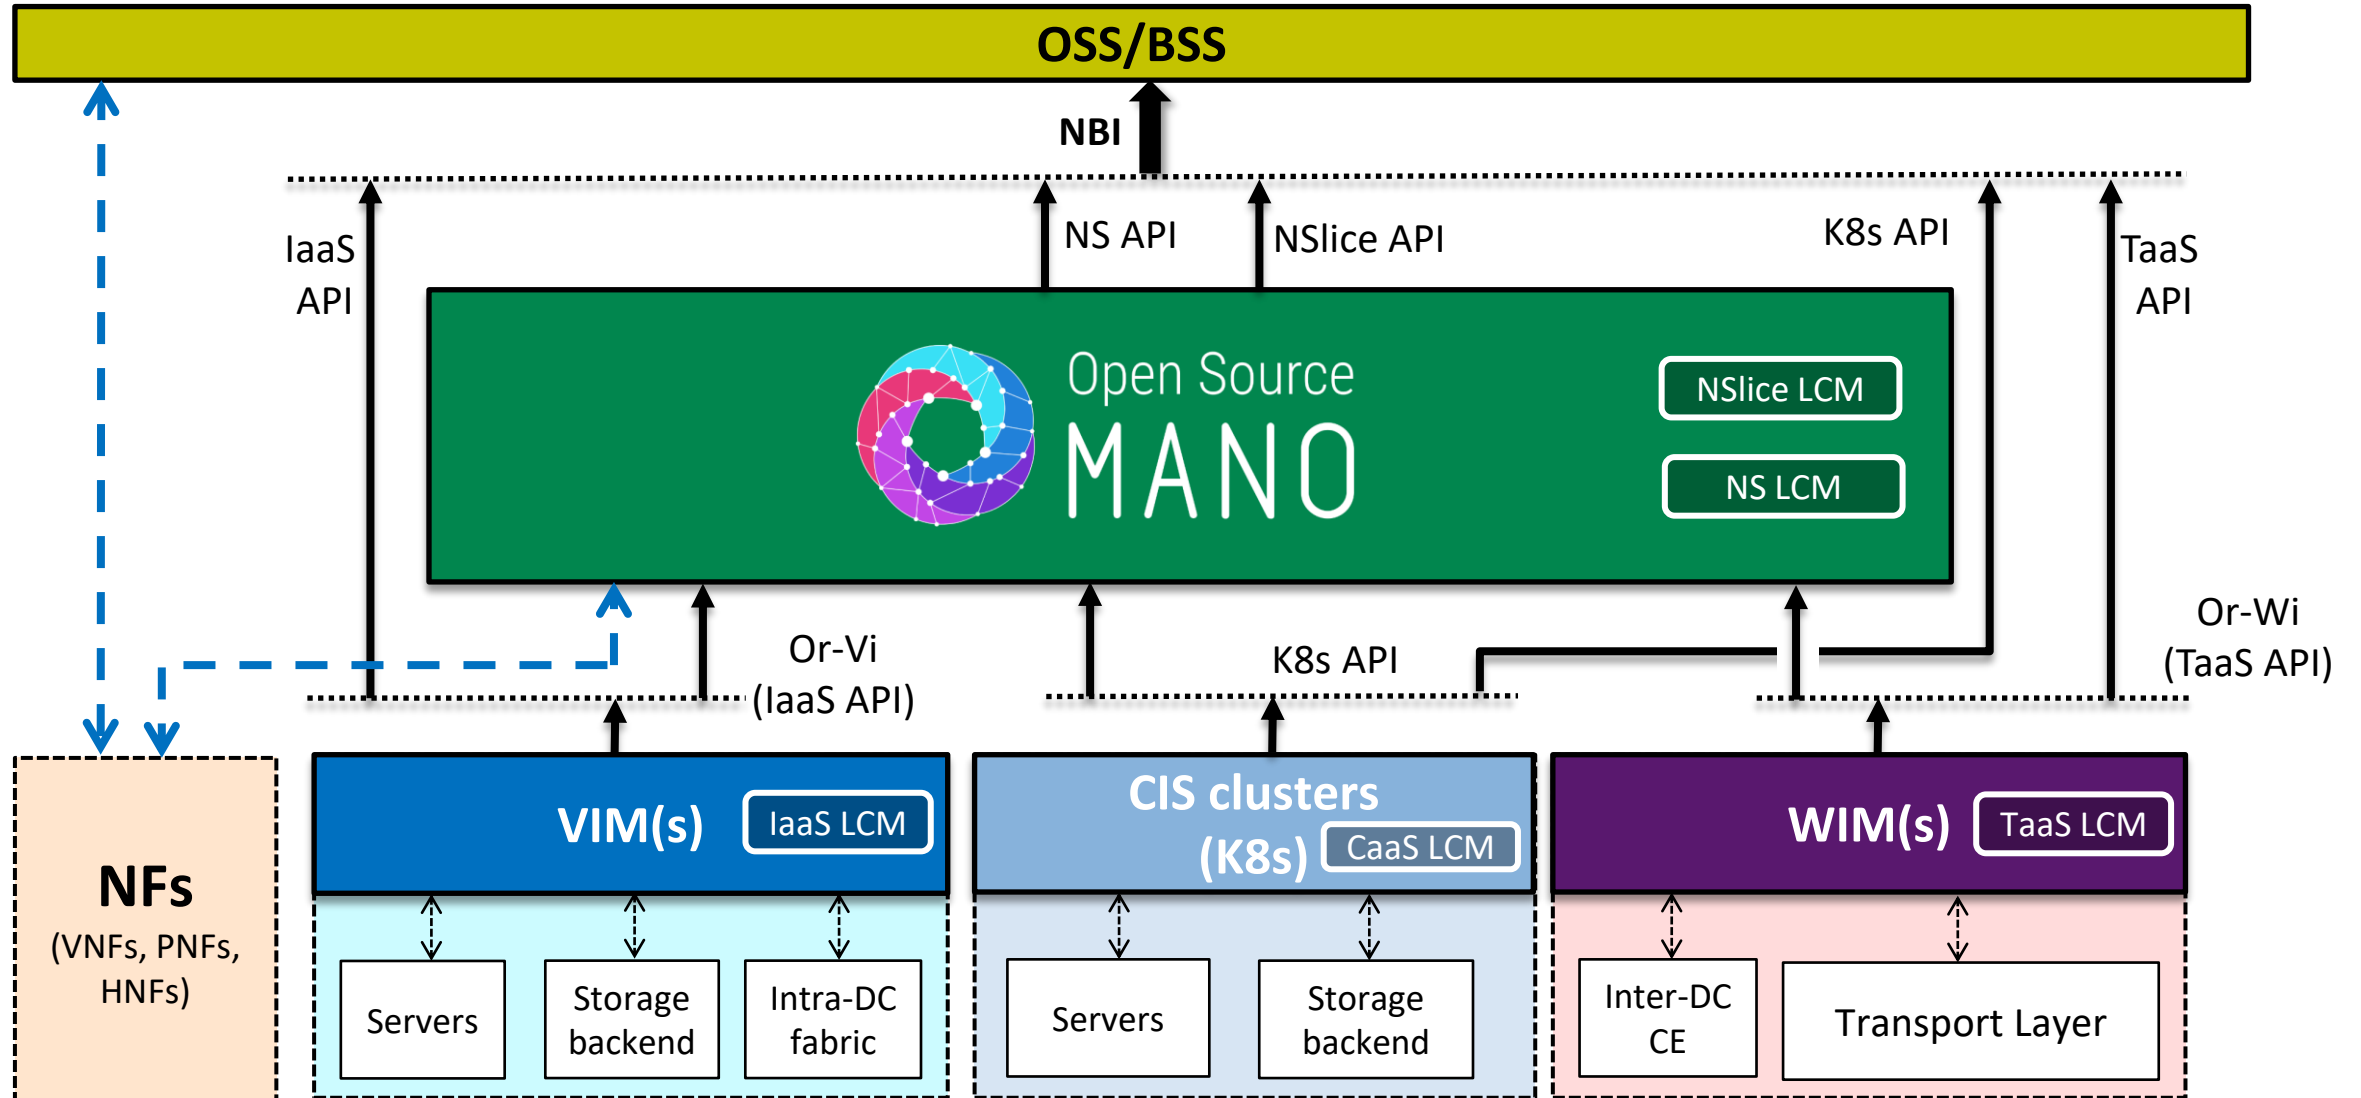 OSS/BSS
NBI
IaaS
API
NS API
NSlice API
K8s API
TaaS
API
Open Source
MANO
NSlice LCM
NS LCM
Or-Vi
(IaaS API)
K8s API
Or-Wi
(TaaS API)
NFs
(VNFs, PNFs,
HNFs)
VIM(s)
IaaS LCM
CIS clusters
(K8s)
CaaS LCM
WIM(s)
TaaS LCM
Servers
Storage
backend
Intra-DC
fabric
Servers
Storage
backend
Inter-DC
CE
Transport Layer